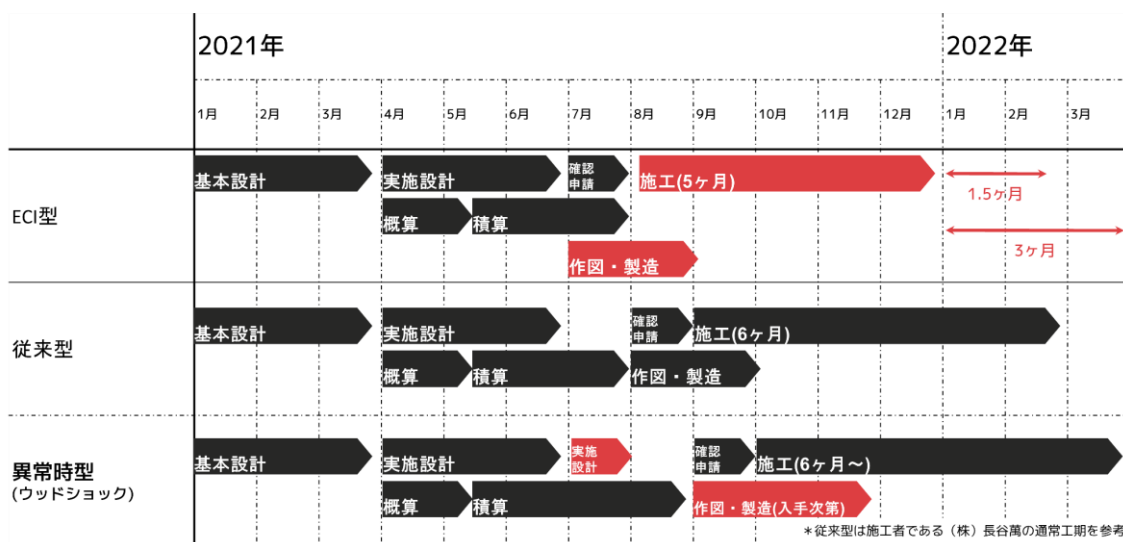 2021年
2022年
1月 2月 3月 4月 5月 6月 7月 8月 9月 10月 11月 12月 1月 2月 3月
ECI型
基本設計
実施設計
確認
申請
施工(5ヶ月)
1.5ヶ月
概算
積算
3ヶ月
作図・製造
従来型
基本設計
実施設計
確認
申請
施工(6ヶ月)
概算
積算
作図・製造
異常時型
(ウッドショック)
基本設計
実施設計
実施
設計
確認
申請
施工(6ヶ月～)
概算
積算
作図・製造(入手次第)
＊従来型は施工者である（株）長谷萬の通常工期を参考